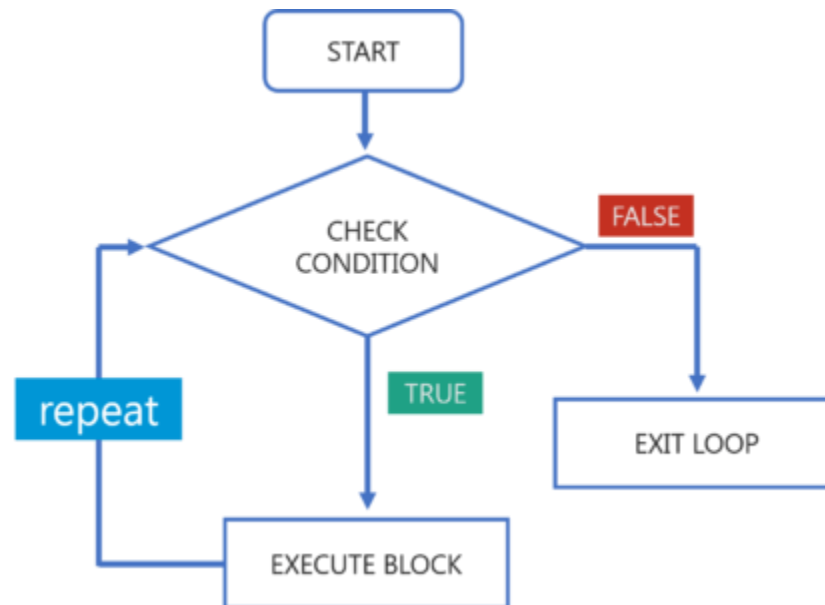 START
CHECK
CONDITION
FALSE
TRUE
repeat
EXIT LOOP
EXECUTE BLOCK